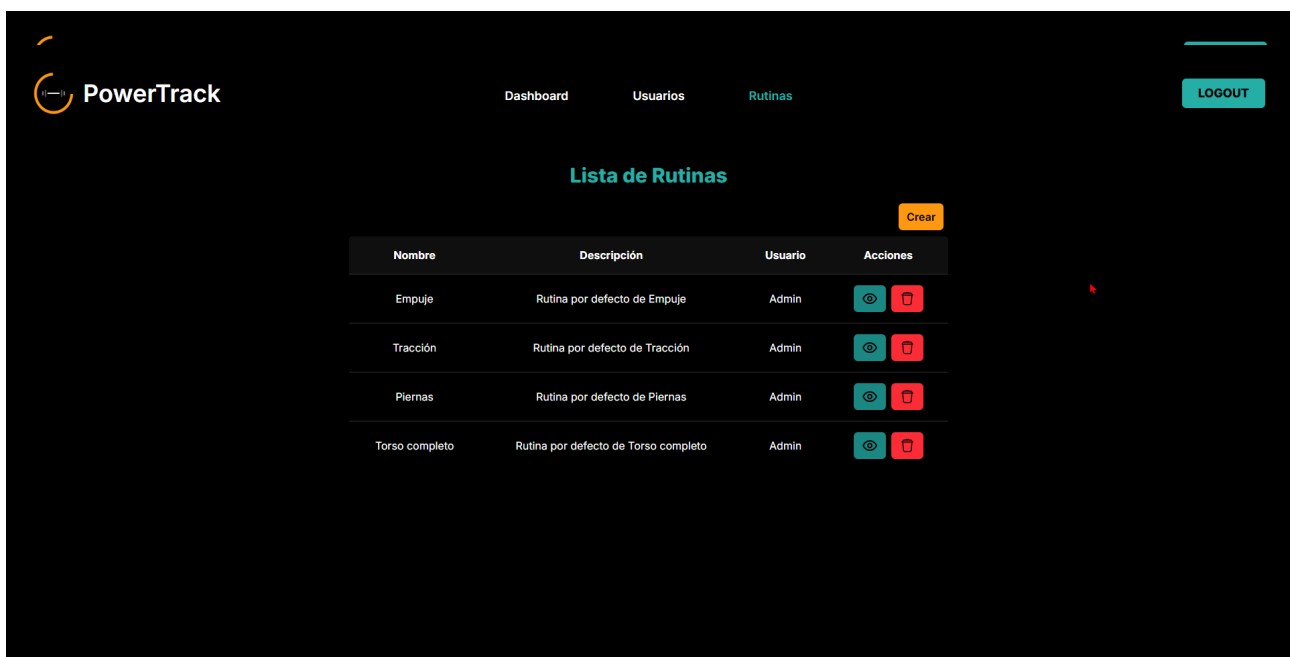 PowerTrack Dashboard Usuarios Rutinas LOGOUT
Lista de Rutinas
Crear
Nombre Descripción Usuario Acciones
Empuje Rutina por defecto de Empuje Admin
Tracción Rutina por defecto de Tracción Admin
Piernas Rutina por defecto de Piernas Admin
Torso completo Rutina por defecto de Torso completo Admin